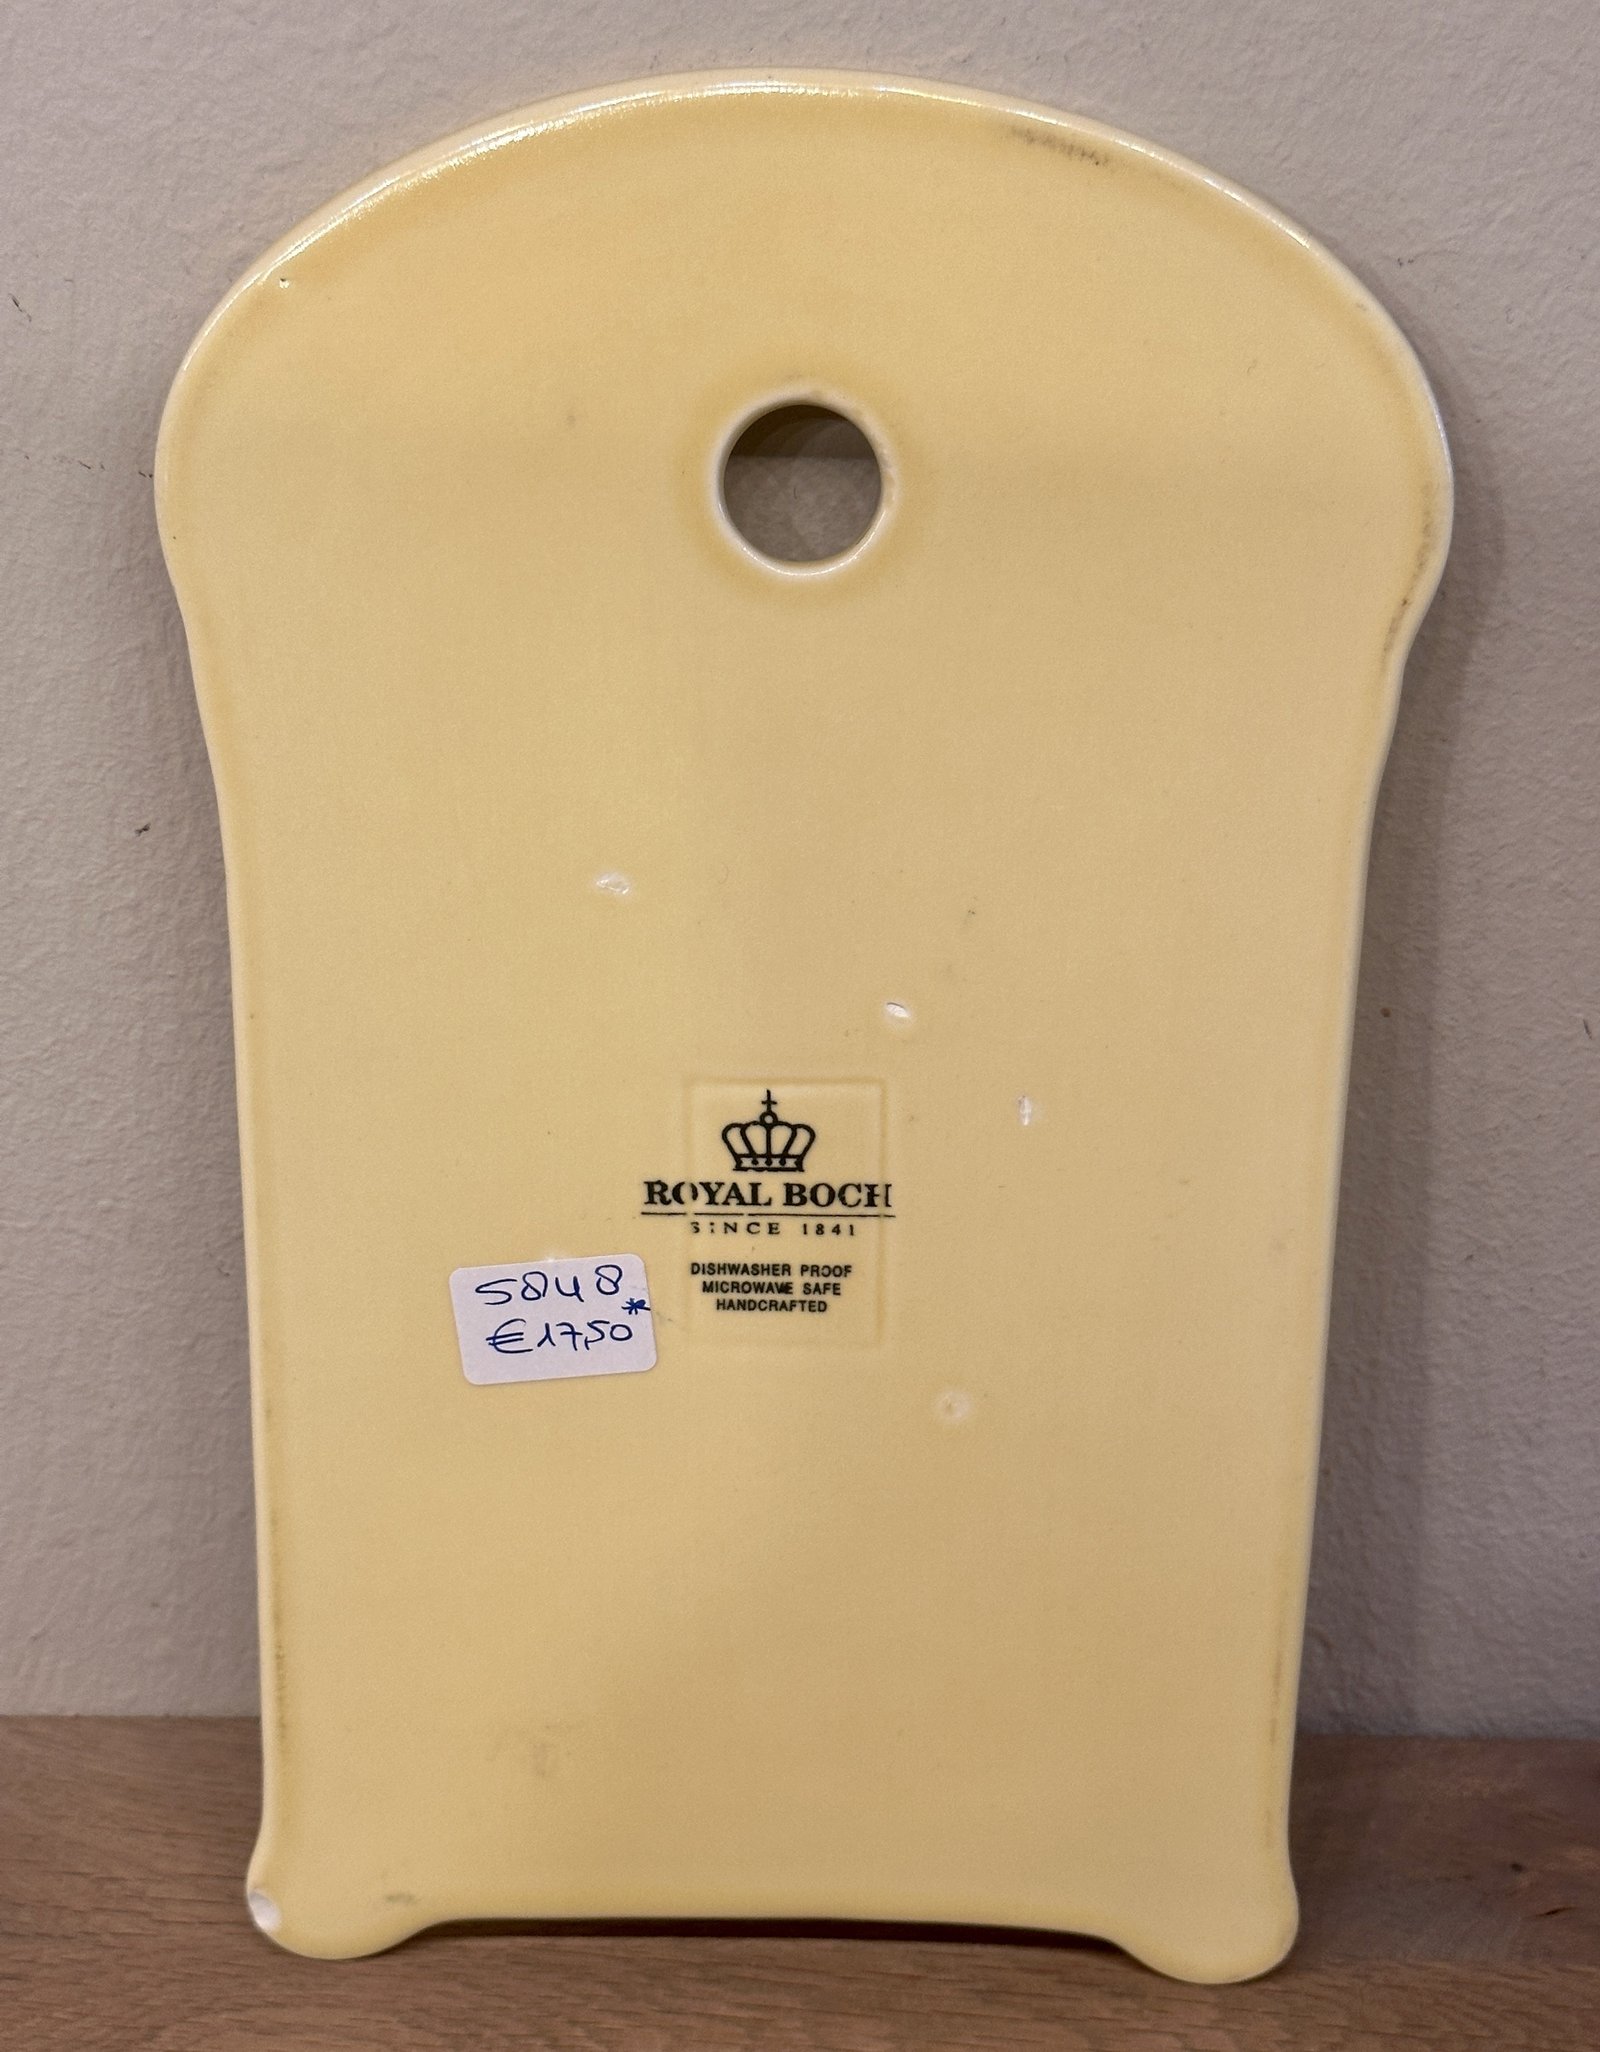 ROYAL BOCH
SINCE 1841
DISHWASHER PROOF
MICROWAVE SAFE
HANDCRAFTED
5848
*
€17,50